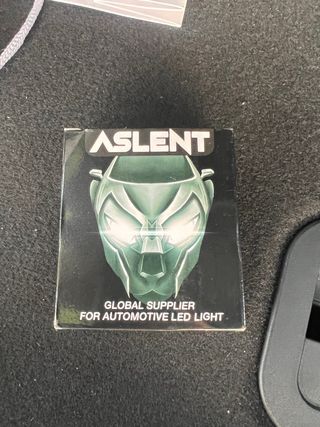 ASLENT
GLOBAL SUPPLIER
FOR AUTOMOTIVE LED LIGHT